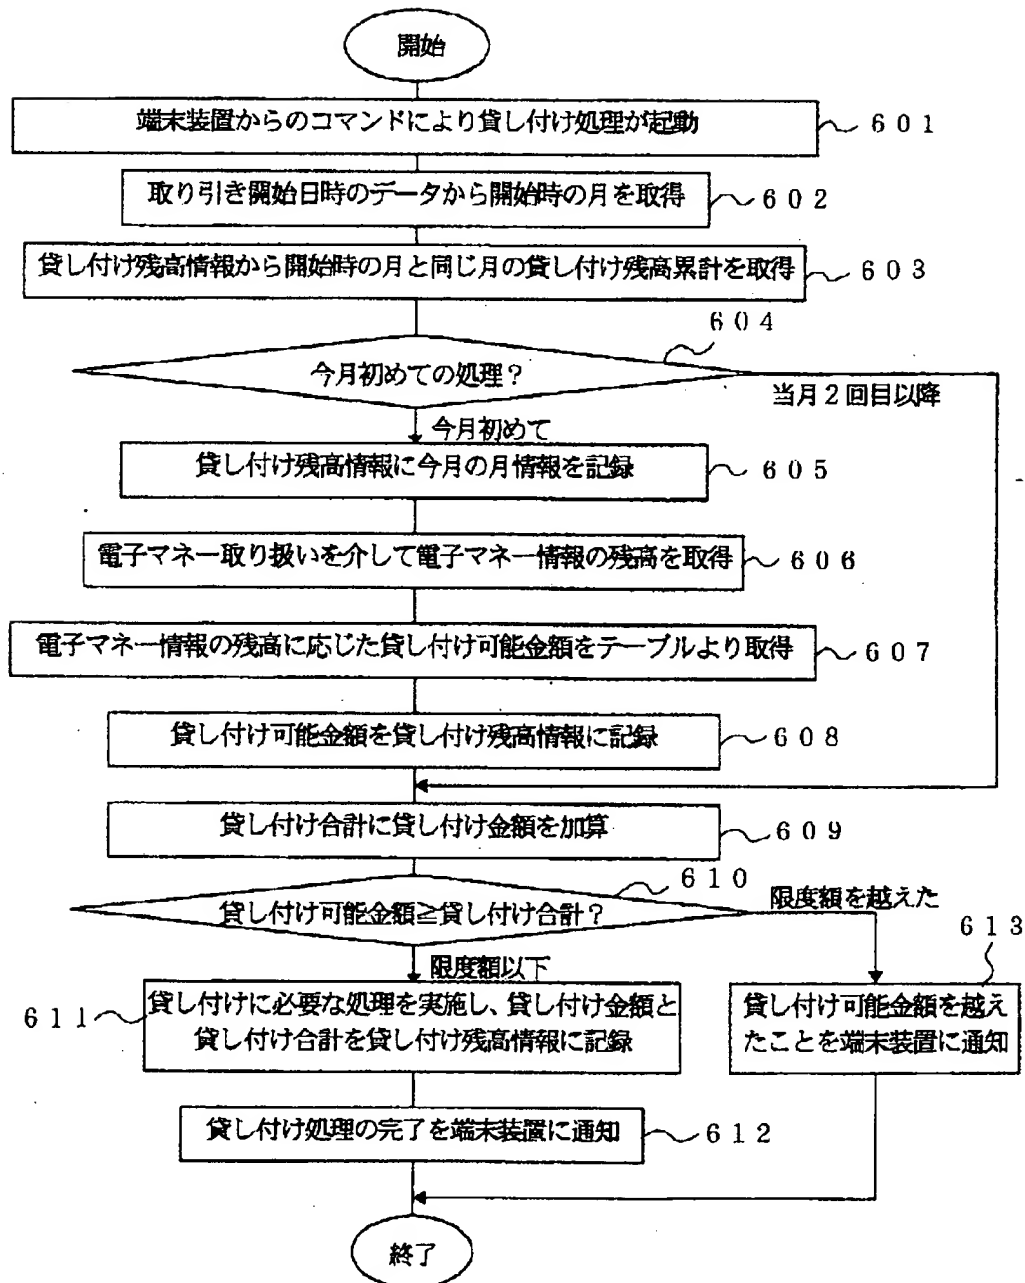 開始
端末装置からのコマンドにより貸し付け処理が起動
601
取り引き開始日時のデータから開始時の月を取得
602
貸し付け残高情報から開始時の月と同じ月の貸し付け残高累計を取得
603
604
今月初めての処理?
当月2回目以降
今月初めて
貸し付け残高情報に今月の月情報を記録
605
電子マネー取り扱いを介して電子マネー情報の残高を取得
606
電子マネー情報の残高に応じた貸し付け可能金額をテーブルより取得
607
貸し付け可能金額を貸し付け残高情報に記録
608
貸し付け合計に貸し付け金額を加算
609
610
貸し付け可能金額≧貸し付け合計?
限度額を越えた
613
限度額以下
611
貸し付けに必要な処理を実施し、貸し付け金額と
貸し付け合計を貸し付け残高情報に記録
貸し付け可能金額を越え
たことを端末装置に通知
貸し付け処理の完了を端末装置に通知
612
終了